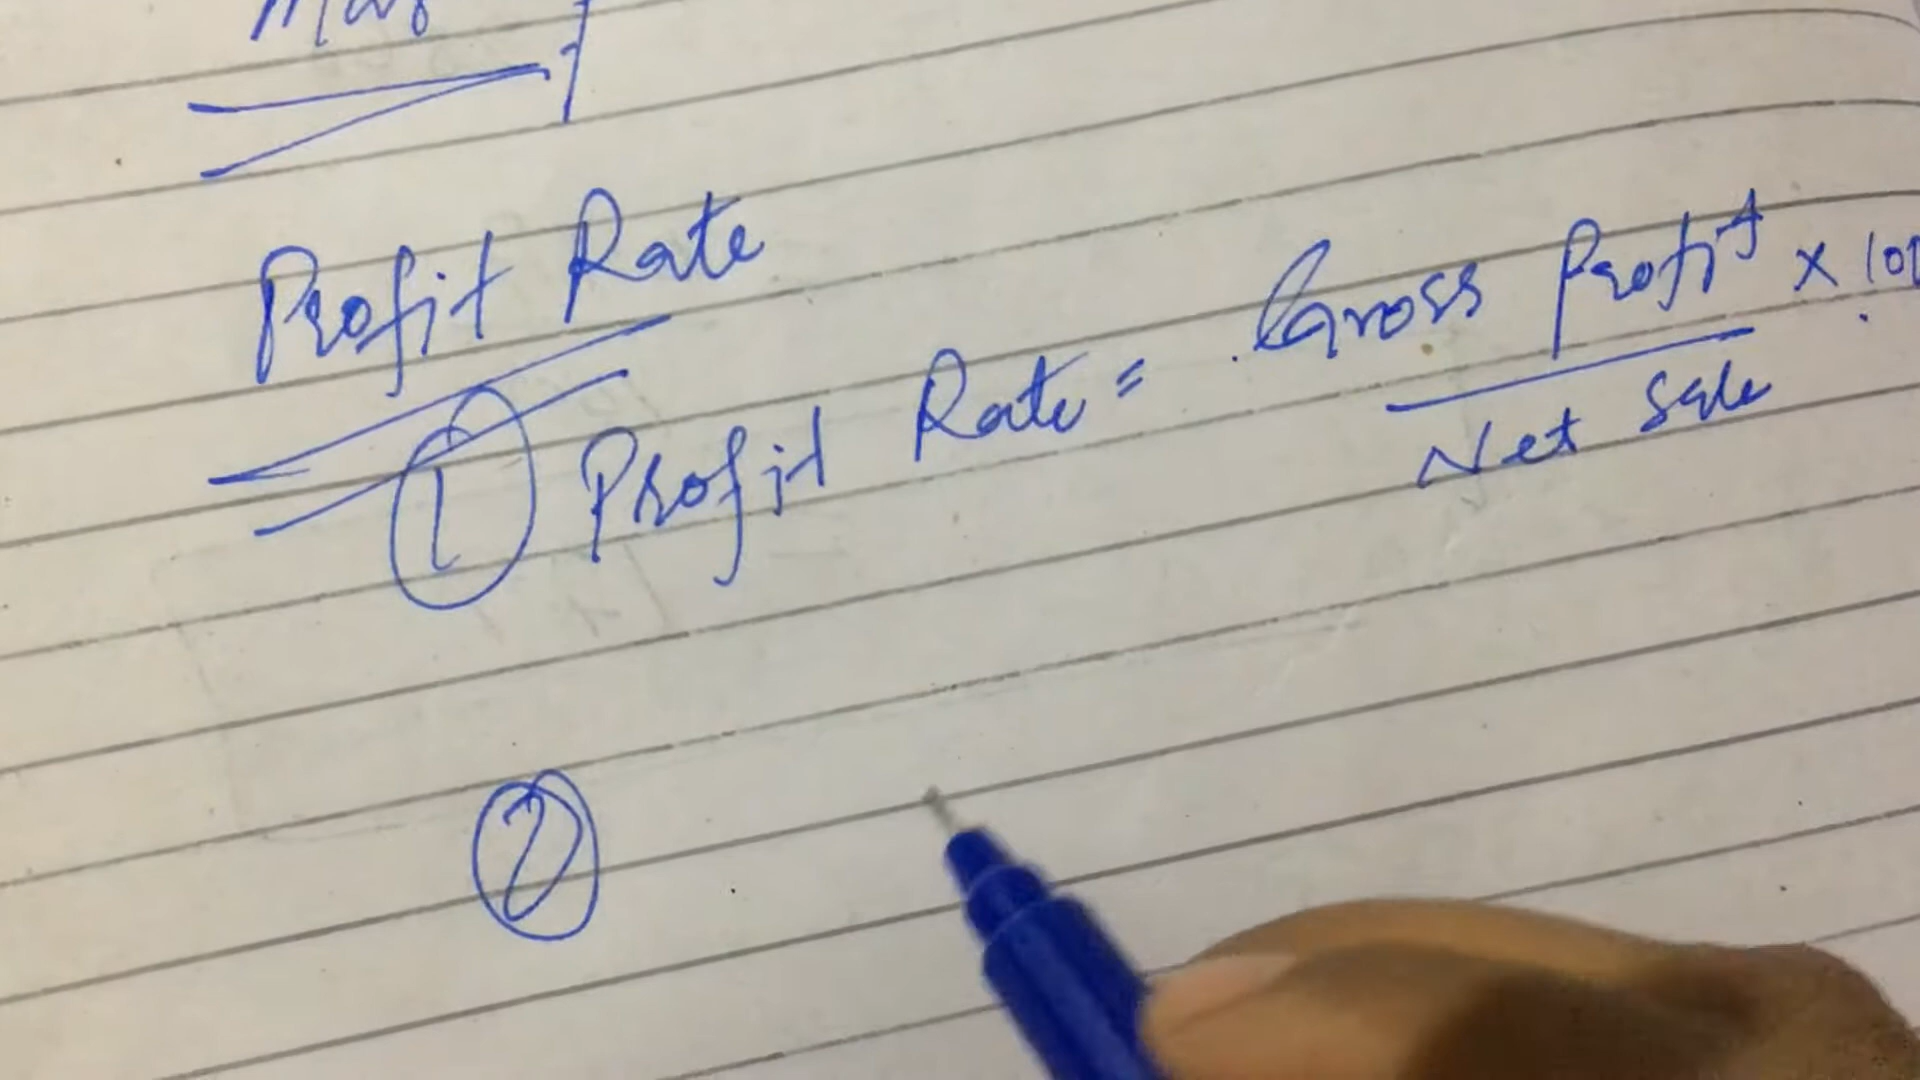 Profit Rate
① Profit Rate = Gross Profit × 100
Net Sale
②